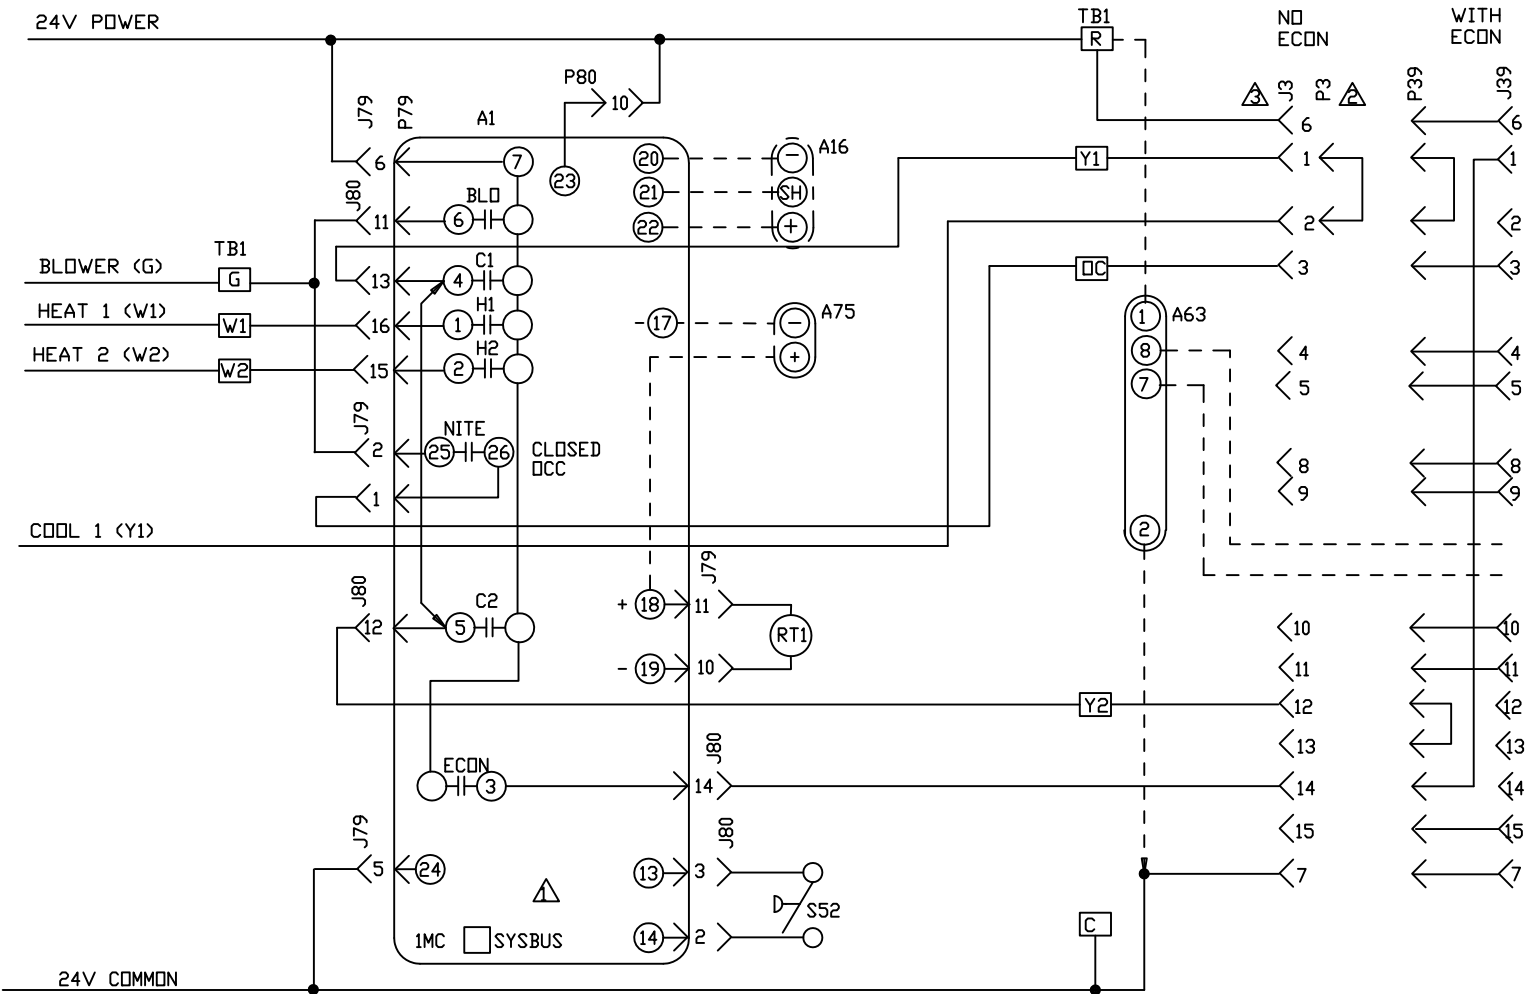 24V POWER
TB1
R
NO
ECON
WITH
ECON
P80
10
J79
P79
A1
3
J3
P3
2
P39
J39
6
7
23
20
21
22
−
SH
+
A16
Y1
6
6
1
1
J80
BLO
11
6
2
2
TB1
BLOWER (G)
G
13
4
C1
OC
3
3
HEAT 1 (W1)
W1
16
1
H1
- 17 -
−
+
A75
1
8
7
2
A63
HEAT 2 (W2)
W2
15
2
H2
4
4
5
5
J79
2
NITE
25
26
CLOSED
OCC
8
8
1
9
9
COOL 1 (Y1)
J80
12
5
C2
+ 18
J79
11
RT1
- 19
10
10
10
11
11
Y2
12
12
13
13
ECON
3
J80
14
14
14
J79
5
24
J80
15
15
13
3
7
7
1
S52
1MC
SYSBUS
14
2
C
24V COMMON